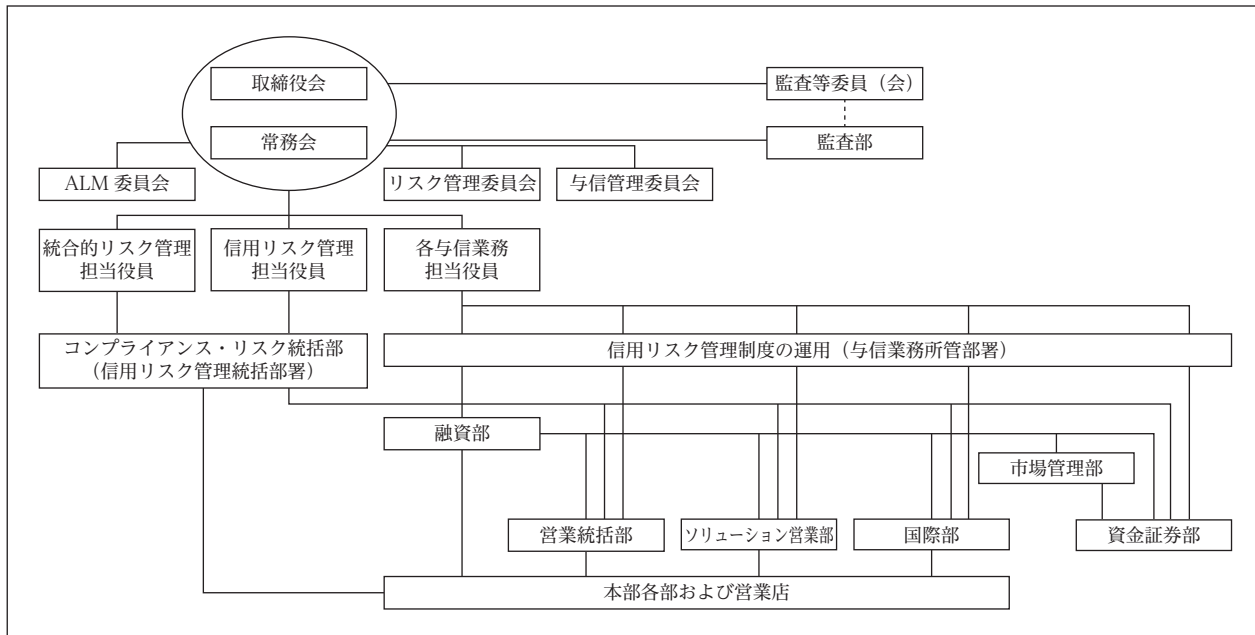 取締役会
監査等委員（会）
常務会
監査部
ALM 委員会
リスク管理委員会
与信管理委員会
統合的リスク管理
担当役員
信用リスク管理
担当役員
各与信業務
担当役員
コンプライアンス・リスク統括部
（信用リスク管理統括部署）
信用リスク管理制度の運用（与信業務所管部署）
融資部
市場管理部
営業統括部
ソリューション営業部
国際部
資金証券部
本部各部および営業店